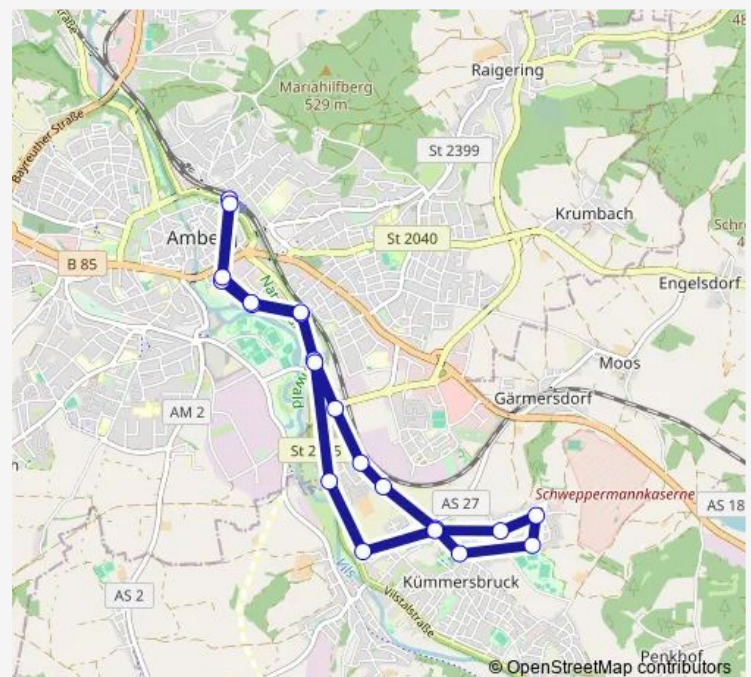 Bayreuther Straße
Raigering
Mariahilfberg
529 m
St 2399
Krumbach
St 2040
B 85
Engelsdorf
Moos
Gärmersdorf
AM 2
AS 27
Schweppermannkaserne
AS 18
Vils
Kümmersbruck
AS 2
Vilstalstraße
Penkhof
© OpenStreetMap contributors